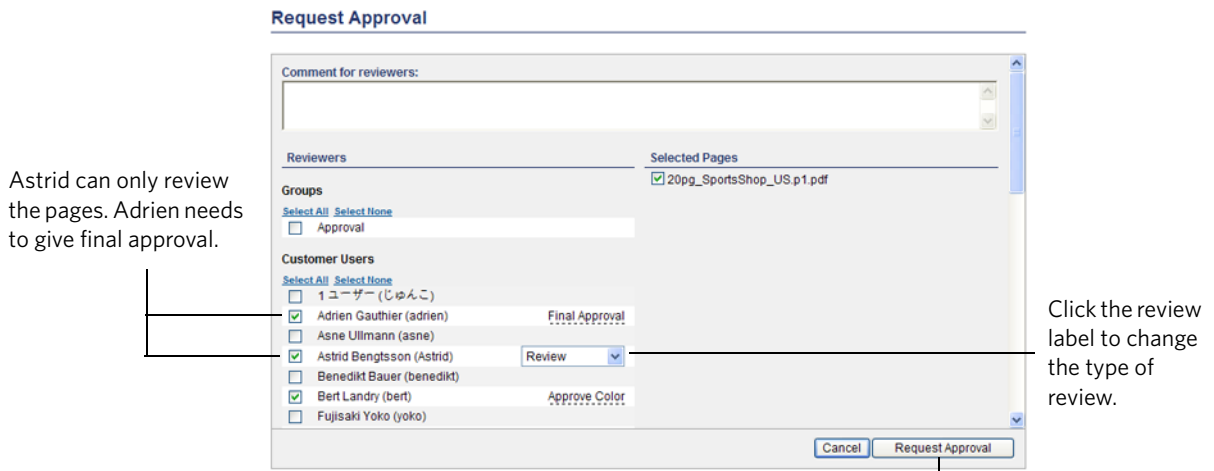 Request Approval
Comment for reviewers:
Reviewers
Selected Pages
20pg_SportsShop_US.p1.pdf
Groups
Select All Select None
Approval
Customer Users
Select All Select None
1 ユーザー (じゅんこ)
Adrien Gauthier (adrien) Final Approval
Asne Ullmann (asne)
Astrid Bengtsson (Astrid) Review
Benedikt Bauer (benedikt)
Bert Landry (bert) Approve Color
Fujisaki Yoko (yoko)
Cancel Request Approval
Astrid can only review
the pages. Adrien needs
to give final approval.
Click the review
label to change
the type of
review.